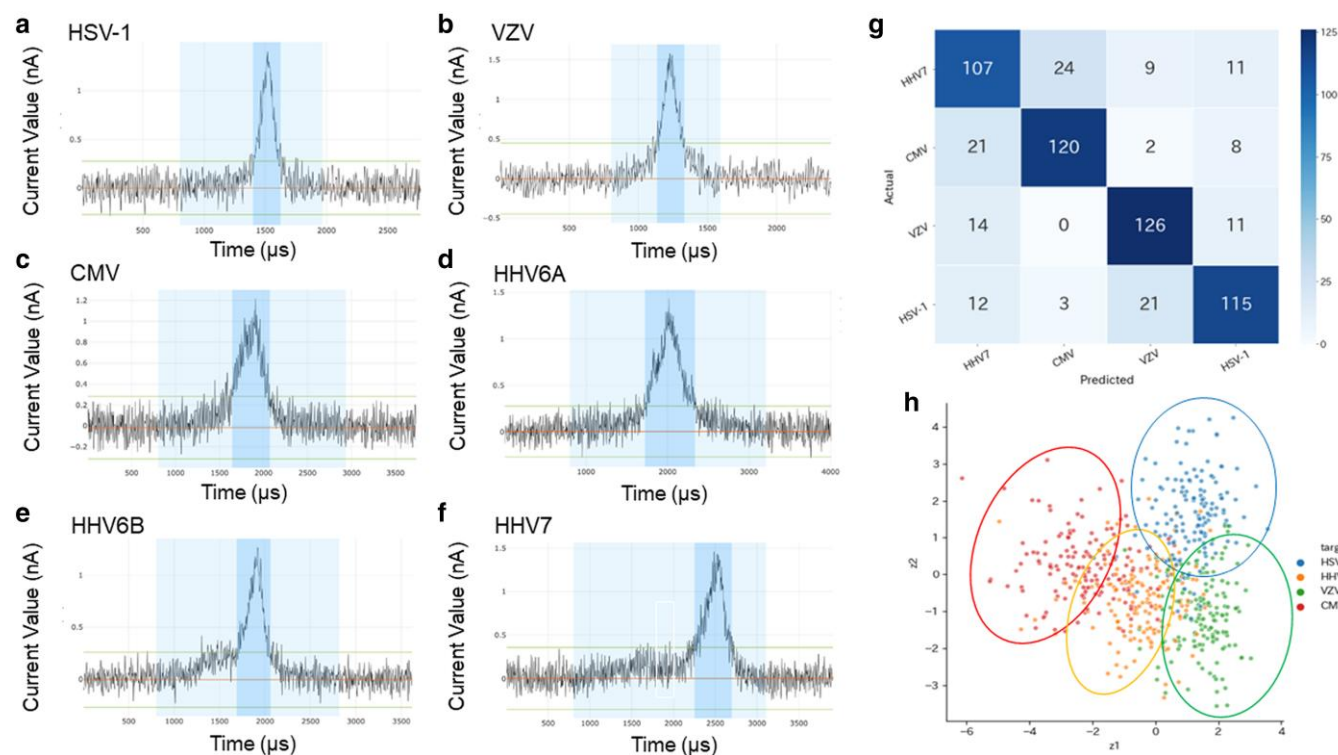 a HSV-1
Current Value (nA)
1
0.5
0
500 1000 1500 2000 2500
Time (µs)
b VZV
Current Value (nA)
1.5
1
0.5
0
−0.5
500 1000 1500 2000
Time (µs)
c CMV
Current Value (nA)
1.2
1
0.8
0.6
0.4
0.2
0
−0.2
500 1000 1500 2000 2500 3000 3500
Time (µs)
d HHV6A
Current Value (nA)
1.5
1
0.5
0
1000 2000 3000 4000
Time (µs)
e HHV6B
Current Value (nA)
1
0.5
0
500 1000 1500 2000 2500 3000 3500
Time (µs)
f HHV7
Current Value (nA)
1.5
1
0.5
0
500 1000 1500 2000 2500 3000 3500
Time (µs)
g
Actual
HHV7 107 24 9 11
CMV 21 120 2 8
VZV 14 0 126 11
HSV-1 12 3 21 115
HHV7 CMV VZV HSV-1
Predicted
125
100
75
50
25
0
h
z2
4
3
2
1
0
−1
−2
−3
−6 −4 −2 0 2 4
z1
targ
HSV
HHV
VZV
CM